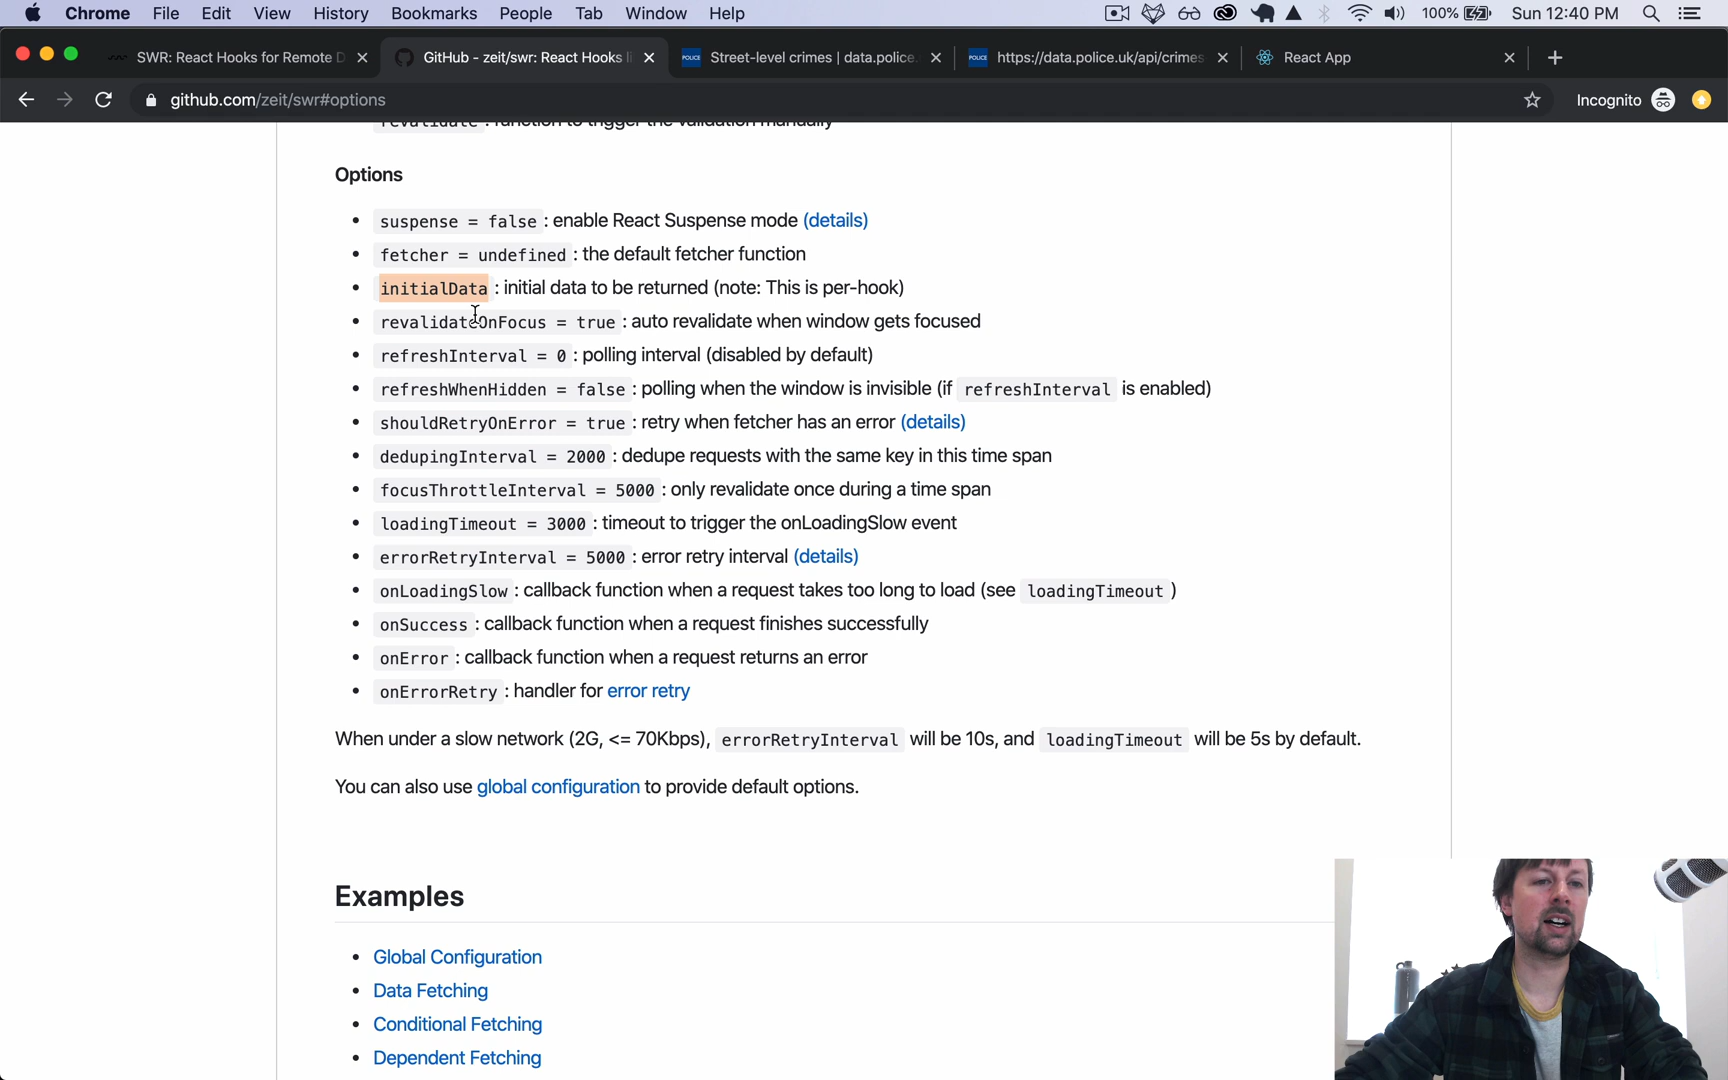 Chrome File Edit View History Bookmarks People Tab Window Help 100% Sun 12:40 PM
SWR: React Hooks for Remote D GitHub - zeit/swr: React Hooks li POLICE Street-level crimes | data.police. POLICE https://data.police.uk/api/crimes React App
github.com/zeit/swr#options Incognito
revalidate : function to trigger the validation manually
Options
• suspense = false : enable React Suspense mode (details)
• fetcher = undefined : the default fetcher function
• initialData : initial data to be returned (note: This is per-hook)
• revalidateOnFocus = true : auto revalidate when window gets focused
• refreshInterval = 0 : polling interval (disabled by default)
• refreshWhenHidden = false : polling when the window is invisible (if refreshInterval is enabled)
• shouldRetryOnError = true : retry when fetcher has an error (details)
• dedupingInterval = 2000 : dedupe requests with the same key in this time span
• focusThrottleInterval = 5000 : only revalidate once during a time span
• loadingTimeout = 3000 : timeout to trigger the onLoadingSlow event
• errorRetryInterval = 5000 : error retry interval (details)
• onLoadingSlow : callback function when a request takes too long to load (see loadingTimeout )
• onSuccess : callback function when a request finishes successfully
• onError : callback function when a request returns an error
• onErrorRetry : handler for error retry
When under a slow network (2G, <= 70Kbps), errorRetryInterval will be 10s, and loadingTimeout will be 5s by default.
You can also use global configuration to provide default options.
Examples
• Global Configuration
• Data Fetching
• Conditional Fetching
• Dependent Fetching